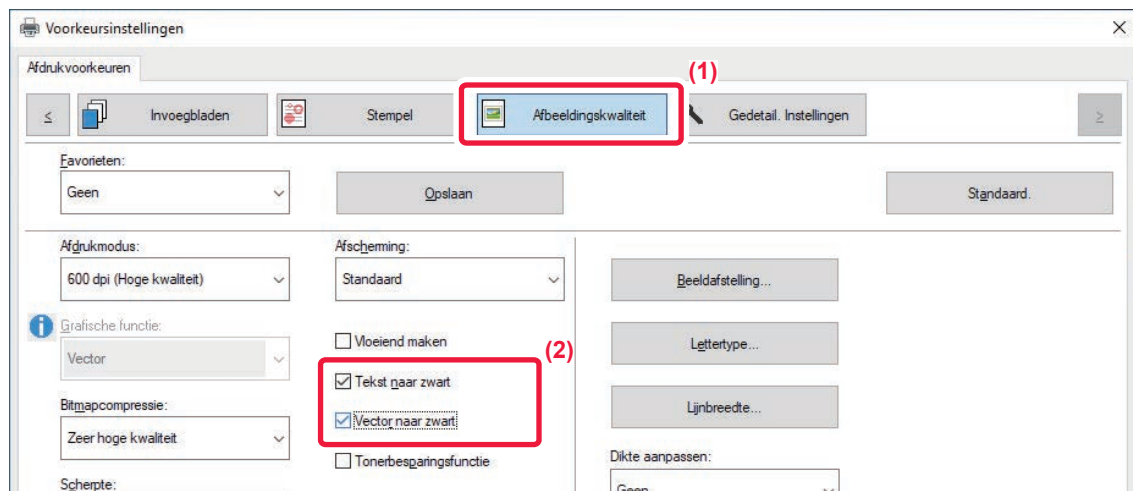 Voorkeursinstellingen
Afdrukvoorkeuren
(1)
< Invoegbladen Stempel Afbeeldingskwaliteit Gedetail. Instellingen >
Favorieten:
Geen Opslaan Standaard.
Afdrukmodus: Afscherming:
600 dpi (Hoge kwaliteit) Standaard Beeldafstelling...
Grafische functie: Vloeiend maken Lettertype...
(2)
Vector Tekst naar zwart
Bitmapcompressie: Vector naar zwart Lijnbreedte...
Zeer hoge kwaliteit Tonerbesparingsfunctie Dikte aanpassen:
Scherpte: Geen